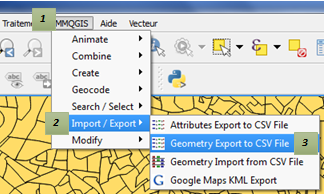 Traiteme MMQGIS Aide Vecteur
1
Animate
Combine
Create
Geocode
Search / Select
2 Import / Export
Modify
Attributes Export to CSV File
Geometry Export to CSV File 3
Geometry Import from CSV File
Google Maps KML Export
abc